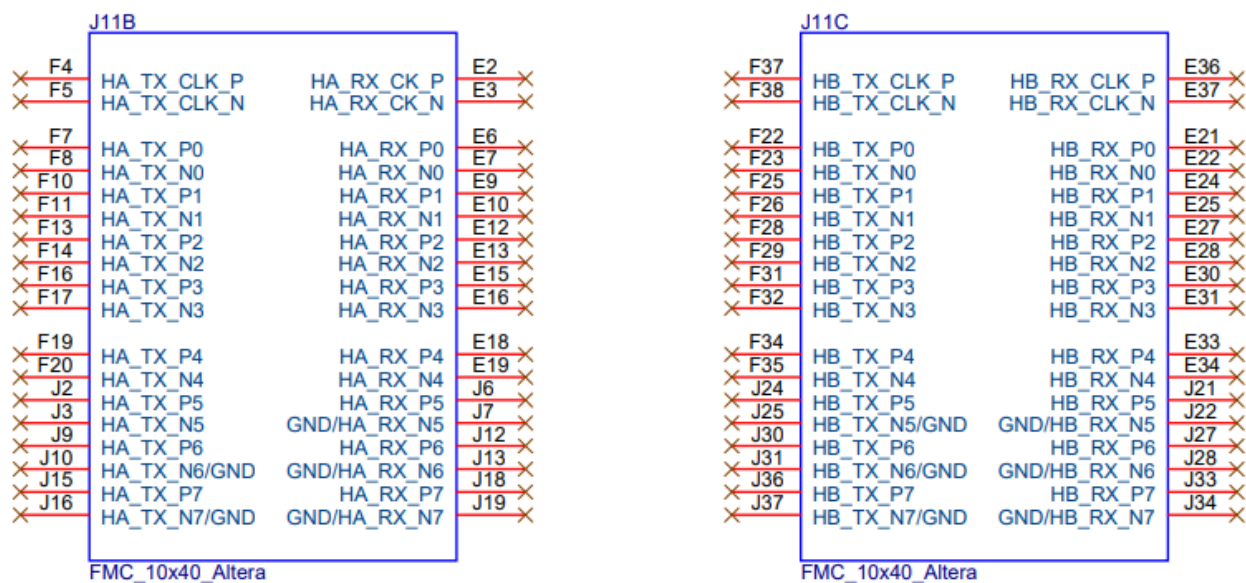 J11B J11C
F4 HA_TX_CLK_P HA_RX_CK_P E2 F37 HB_TX_CLK_P HB_RX_CLK_P E36
F5 HA_TX_CLK_N HA_RX_CK_N E3 F38 HB_TX_CLK_N HB_RX_CLK_N E37
F7 HA_TX_P0 HA_RX_P0 E6 F22 HB_TX_P0 HB_RX_P0 E21
F8 HA_TX_N0 HA_RX_N0 E7 F23 HB_TX_N0 HB_RX_N0 E22
F10 HA_TX_P1 HA_RX_P1 E9 F25 HB_TX_P1 HB_RX_P1 E24
F11 HA_TX_N1 HA_RX_N1 E10 F26 HB_TX_N1 HB_RX_N1 E25
F13 HA_TX_P2 HA_RX_P2 E12 F28 HB_TX_P2 HB_RX_P2 E27
F14 HA_TX_N2 HA_RX_N2 E13 F29 HB_TX_N2 HB_RX_N2 E28
F16 HA_TX_P3 HA_RX_P3 E15 F31 HB_TX_P3 HB_RX_P3 E30
F17 HA_TX_N3 HA_RX_N3 E16 F32 HB_TX_N3 HB_RX_N3 E31
F19 HA_TX_P4 HA_RX_P4 E18 F34 HB_TX_P4 HB_RX_P4 E33
F20 HA_TX_N4 HA_RX_N4 E19 F35 HB_TX_N4 HB_RX_N4 E34
J2 HA_TX_P5 HA_RX_P5 J6 J24 HB_TX_P5 HB_RX_P5 J21
J3 HA_TX_N5 GND/HA_RX_N5 J7 J25 HB_TX_N5/GND GND/HB_RX_N5 J22
J9 HA_TX_P6 HA_RX_P6 J12 J30 HB_TX_P6 HB_RX_P6 J27
J10 HA_TX_N6/GND GND/HA_RX_N6 J13 J31 HB_TX_N6/GND GND/HB_RX_N6 J28
J15 HA_TX_P7 HA_RX_P7 J18 J36 HB_TX_P7 HB_RX_P7 J33
J16 HA_TX_N7/GND GND/HA_RX_N7 J19 J37 HB_TX_N7/GND GND/HB_RX_N7 J34
FMC_10x40_Altera FMC_10x40_Altera